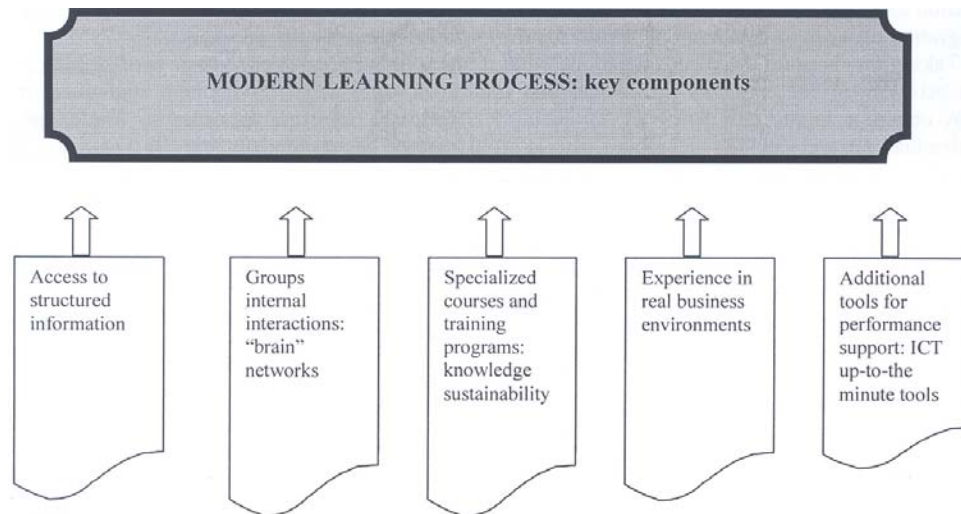 MODERN LEARNING PROCESS: key components
Access to
structured
information
Groups
internal
interactions:
“brain”
networks
Specialized
courses and
training
programs:
knowledge
sustainability
Experience in
real business
environments
Additional
tools for
performance
support: ICT
up-to-the
minute tools